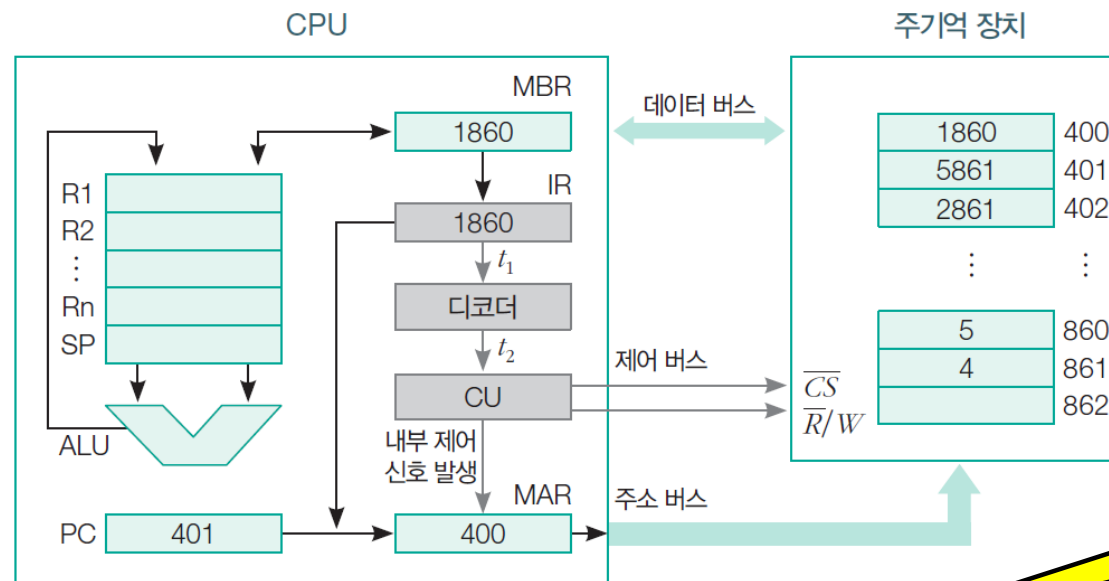 CPU
주기억 장치
MBR
1860
데이터 버스
1860 400
5861 401
2861 402
⋮ ⋮
5 860
4 861
862
IR
1860
R1
R2
⋮
Rn
SP
t₁
디코더
t₂
CU
제어 버스
C̅S̅
R̅/W
ALU
내부 제어
신호 발생
MAR
주소 버스
PC 401
400